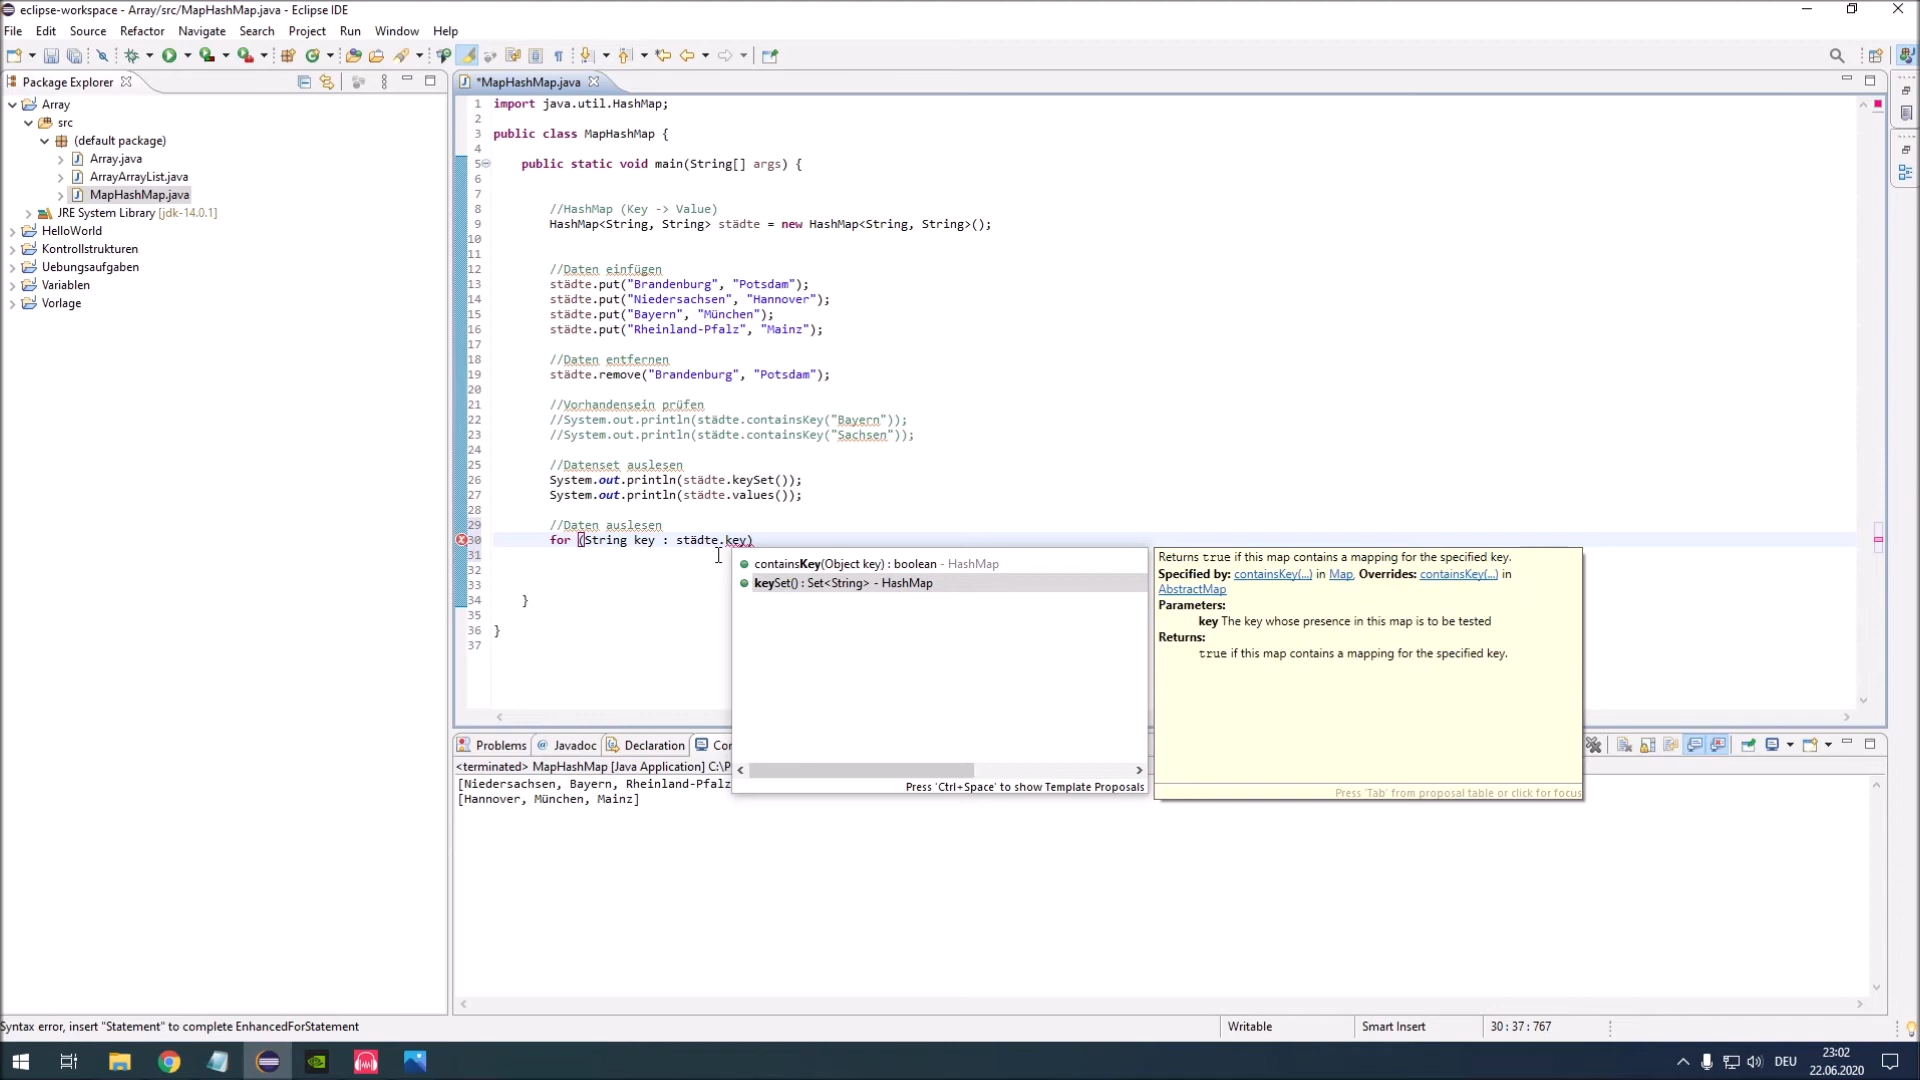 eclipse-workspace - Array/src/MapHashMap.java - Eclipse IDE
File Edit Source Refactor Navigate Search Project Run Window Help
Package Explorer
*MapHashMap.java
Array
src
(default package)
Array.java
ArrayArrayList.java
MapHashMap.java
JRE System Library [jdk-14.0.1]
HelloWorld
Kontrollstrukturen
Uebungsaufgaben
Variablen
Vorlage
1 import java.util.HashMap;
2
3 public class MapHashMap {
4
5 public static void main(String[] args) {
6
7
8 //HashMap (Key -> Value)
9 HashMap<String, String> städte = new HashMap<String, String>();
10
11
12 //Daten einfügen
13 städte.put("Brandenburg", "Potsdam");
14 städte.put("Niedersachsen", "Hannover");
15 städte.put("Bayern", "München");
16 städte.put("Rheinland-Pfalz", "Mainz");
17
18 //Daten entfernen
19 städte.remove("Brandenburg", "Potsdam");
20
21 //Vorhandensein prüfen
22 //System.out.println(städte.containsKey("Bayern"));
23 //System.out.println(städte.containsKey("Sachsen"));
24
25 //Datenset auslesen
26 System.out.println(städte.keySet());
27 System.out.println(städte.values());
28
29 //Daten auslesen
30 for (String key : städte.key)
31
32
33
34 }
35
36 }
37
containsKey(Object key) : boolean - HashMap
keySet() : Set<String> - HashMap
Press 'Ctrl+Space' to show Template Proposals
Returns true if this map contains a mapping for the specified key.
Specified by: containsKey(...) in Map, Overrides: containsKey(...) in
AbstractMap
Parameters:
key The key whose presence in this map is to be tested
Returns:
true if this map contains a mapping for the specified key.
Press 'Tab' from proposal table or click for focus
Problems Javadoc Declaration
<terminated> MapHashMap [Java Application] C:\P
[Niedersachsen, Bayern, Rheinland-Pfalz
[Hannover, München, Mainz]
Syntax error, insert "Statement" to complete EnhancedForStatement
Writable Smart Insert 30 : 37 : 767
DEU 23:02
22.06.2020